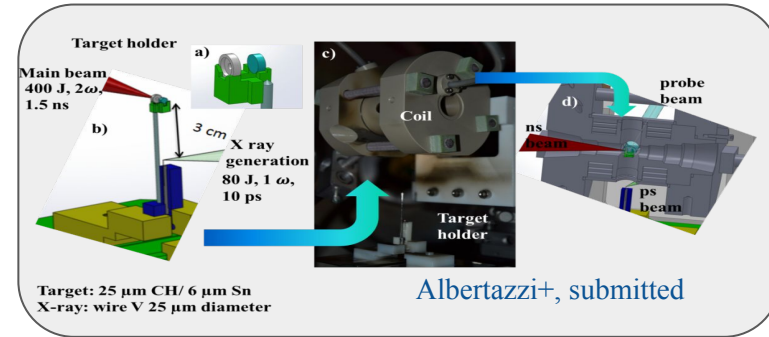 Target holder
a)
c)
Main beam
400 J, 2ω,
1.5 ns
b)
3 cm
X ray
generation
80 J, 1 ω,
10 ps
Coil
Target
holder
d)
probe
beam
ns
beam
ps
beam
Target: 25 µm CH/ 6 µm Sn
X-ray: wire V 25 µm diameter
Albertazzi+, submitted